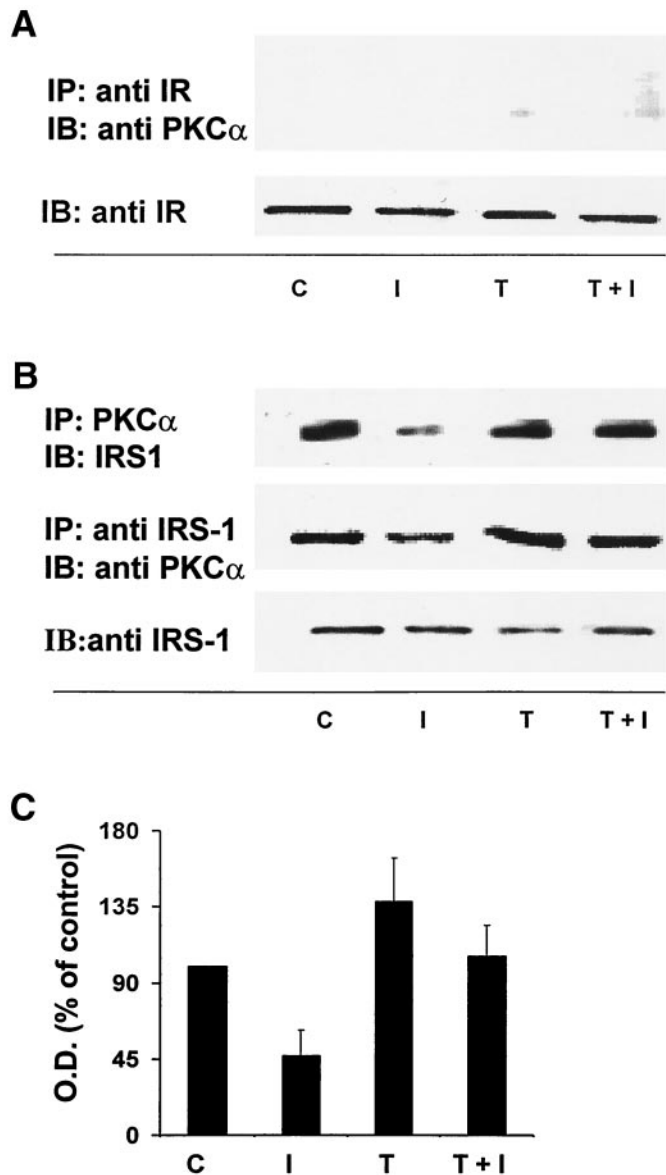 A
IP: anti IR
IB: anti PKCα
IB: anti IR
C I T T + I
B
IP: PKCα
IB: IRS1
IP: anti IRS-1
IB: anti PKCα
IB:anti IRS-1
C I T T + I
C
O.D. (% of control)
180
135
90
45
0
C I T T + I